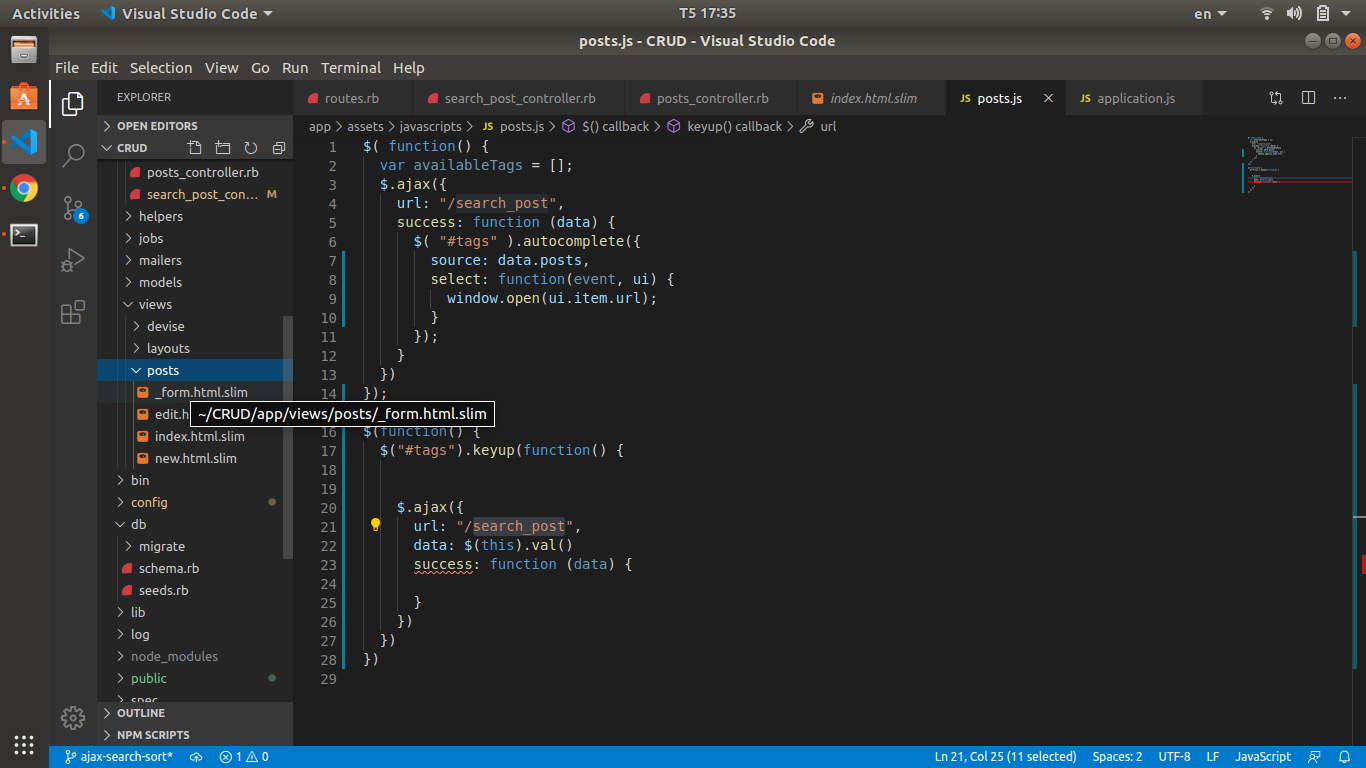 Activities Visual Studio Code T5 17:35 en
posts.js - CRUD - Visual Studio Code
File Edit Selection View Go Run Terminal Help
EXPLORER
routes.rb search_post_controller.rb posts_controller.rb index.html.slim JS posts.js JS application.js
OPEN EDITORS
CRUD
posts_controller.rb
search_post_con... M
helpers
jobs
mailers
models
views
devise
layouts
posts
_form.html.slim
edit.h
~/CRUD/app/views/posts/_form.html.slim
index.html.slim
new.html.slim
bin
config
db
migrate
schema.rb
seeds.rb
lib
log
node_modules
public
spec
OUTLINE
NPM SCRIPTS
6
app > assets > javascripts > JS posts.js > $() callback > keyup() callback > url
1 $( function() {
2 var availableTags = [];
3 $.ajax({
4 url: "/search_post",
5 success: function (data) {
6 $( "#tags" ).autocomplete({
7 source: data.posts,
8 select: function(event, ui) {
9 window.open(ui.item.url);
10 }
11 });
12 }
13 })
14 });
16 $(function() {
17 $("#tags").keyup(function() {
18
19
20 $.ajax({
21 url: "/search_post",
22 data: $(this).val()
23 success: function (data) {
24
25 }
26 })
27 })
28 })
29
ajax-search-sort* 1 0 Ln 21, Col 25 (11 selected) Spaces: 2 UTF-8 LF JavaScript